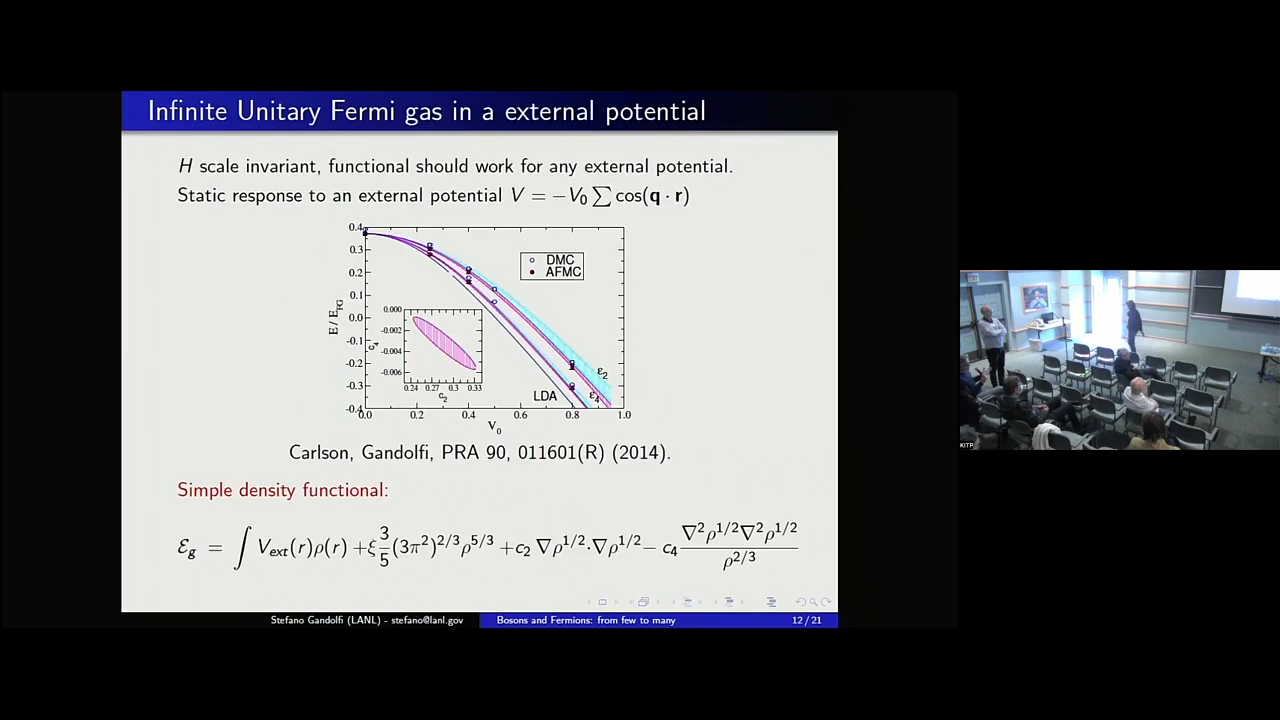 Infinite Unitary Fermi gas in a external potential
H scale invariant, functional should work for any external potential.
Static response to an external potential V = −V₀ ∑ cos(q · r)
0.4
0.3
0.2
0.1
0.0
-0.1
-0.2
-0.3
-0.4
E / E_FG
DMC
AFMC
0.000
-0.002
-0.004
-0.006
c₄
0.24 0.27 0.3 0.33
c₂
ε₂
ε₄
LDA
0.0 0.2 0.4 0.6 0.8 1.0
V₀
Carlson, Gandolfi, PRA 90, 011601(R) (2014).
Simple density functional:
ℰg = ∫ Vext(r)ρ(r) + ξ 3/5 (3π²)^2/3 ρ^5/3 + c₂ ∇ρ^1/2 · ∇ρ^1/2 − c₄ ∇²ρ^1/2 ∇²ρ^1/2 / ρ^2/3
Stefano Gandolfi (LANL) - stefano@lanl.gov
Bosons and Fermions: from few to many
12 / 21
KITP